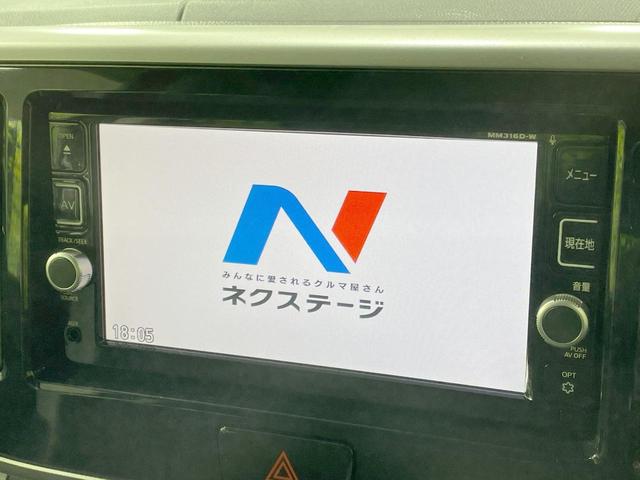 MM316D-W
OPEN
AV
TRACK/SEEK
SOURCE
みんなに愛されるクルマ屋さん
ネクステージ
18:05
メニュー
現在地
音量
PUSH
AV OFF
OPT